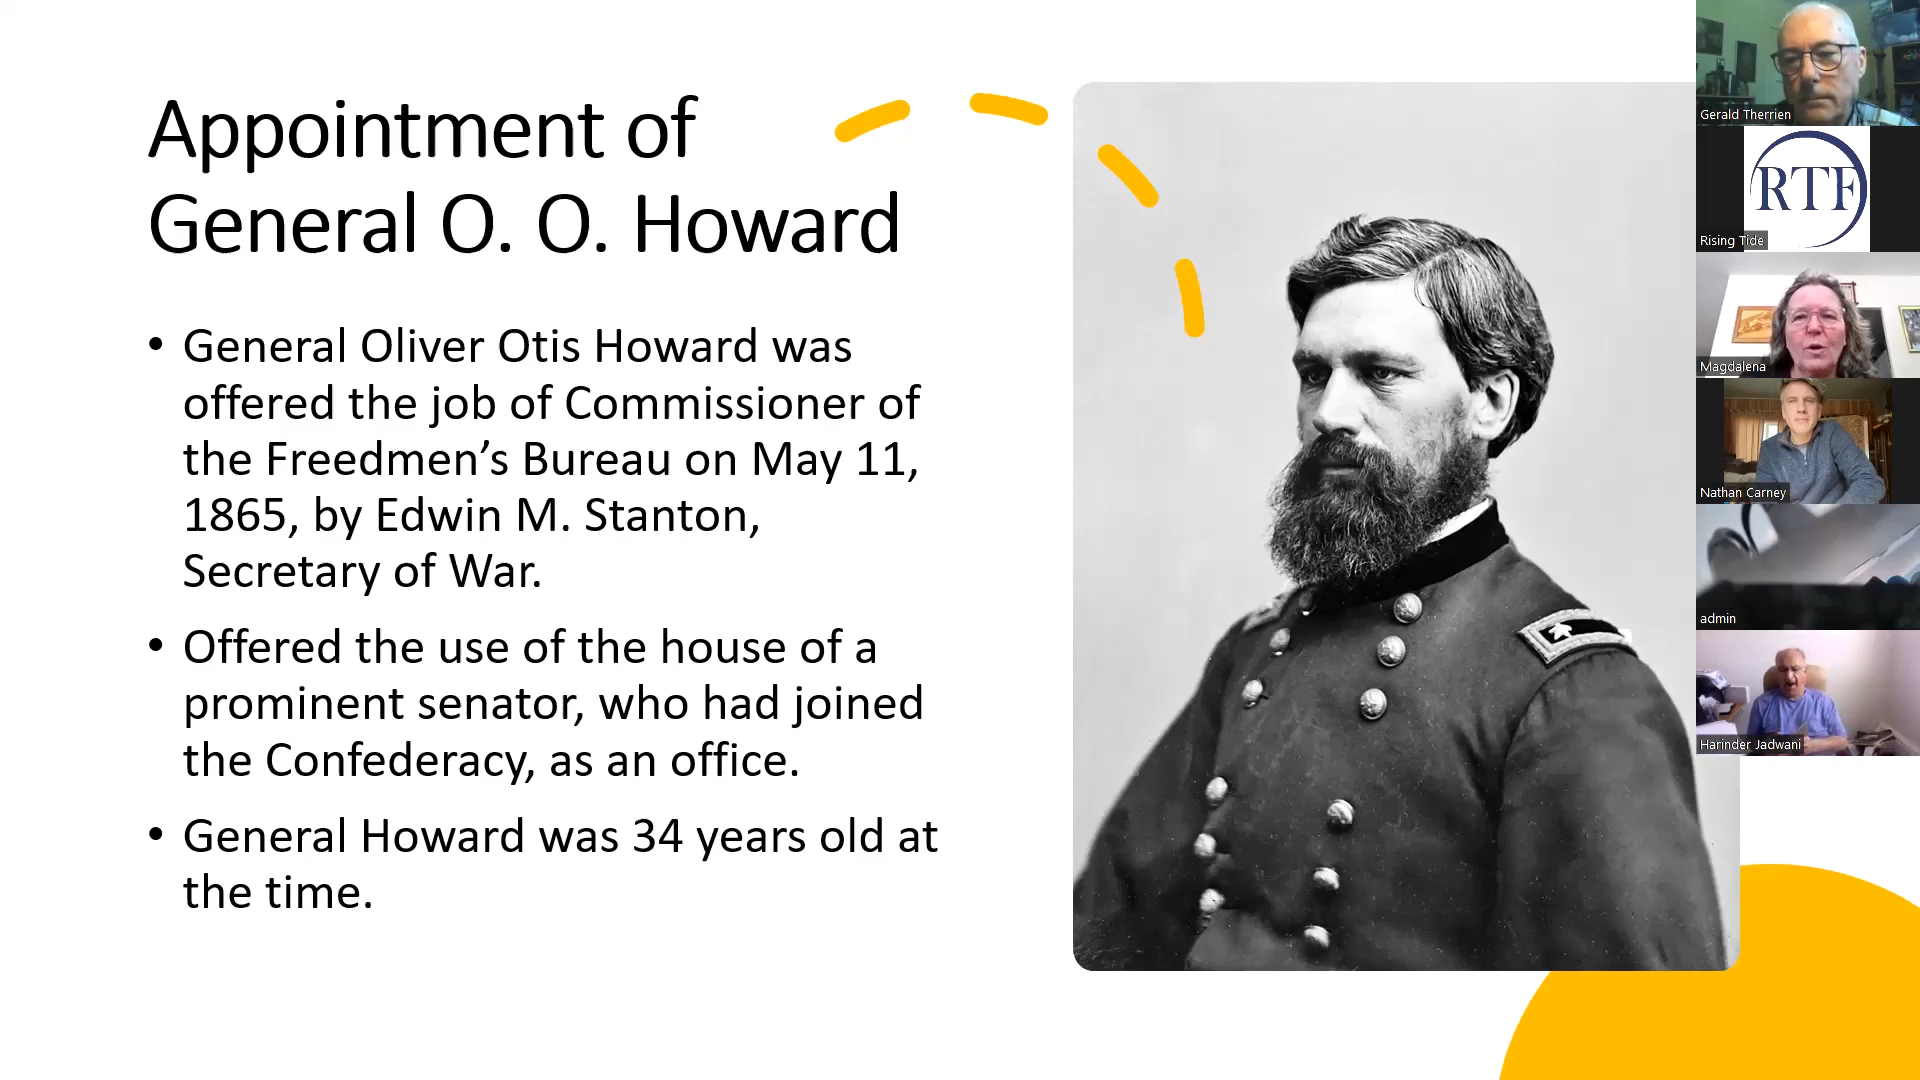 Appointment of
General O. O. Howard
• General Oliver Otis Howard was
offered the job of Commissioner of
the Freedmen’s Bureau on May 11,
1865, by Edwin M. Stanton,
Secretary of War.
• Offered the use of the house of a
prominent senator, who had joined
the Confederacy, as an office.
• General Howard was 34 years old at
the time.
Gerald Therrien
RTF
Rising Tide
Magdalena
Nathan Carney
admin
Harinder Jadwani